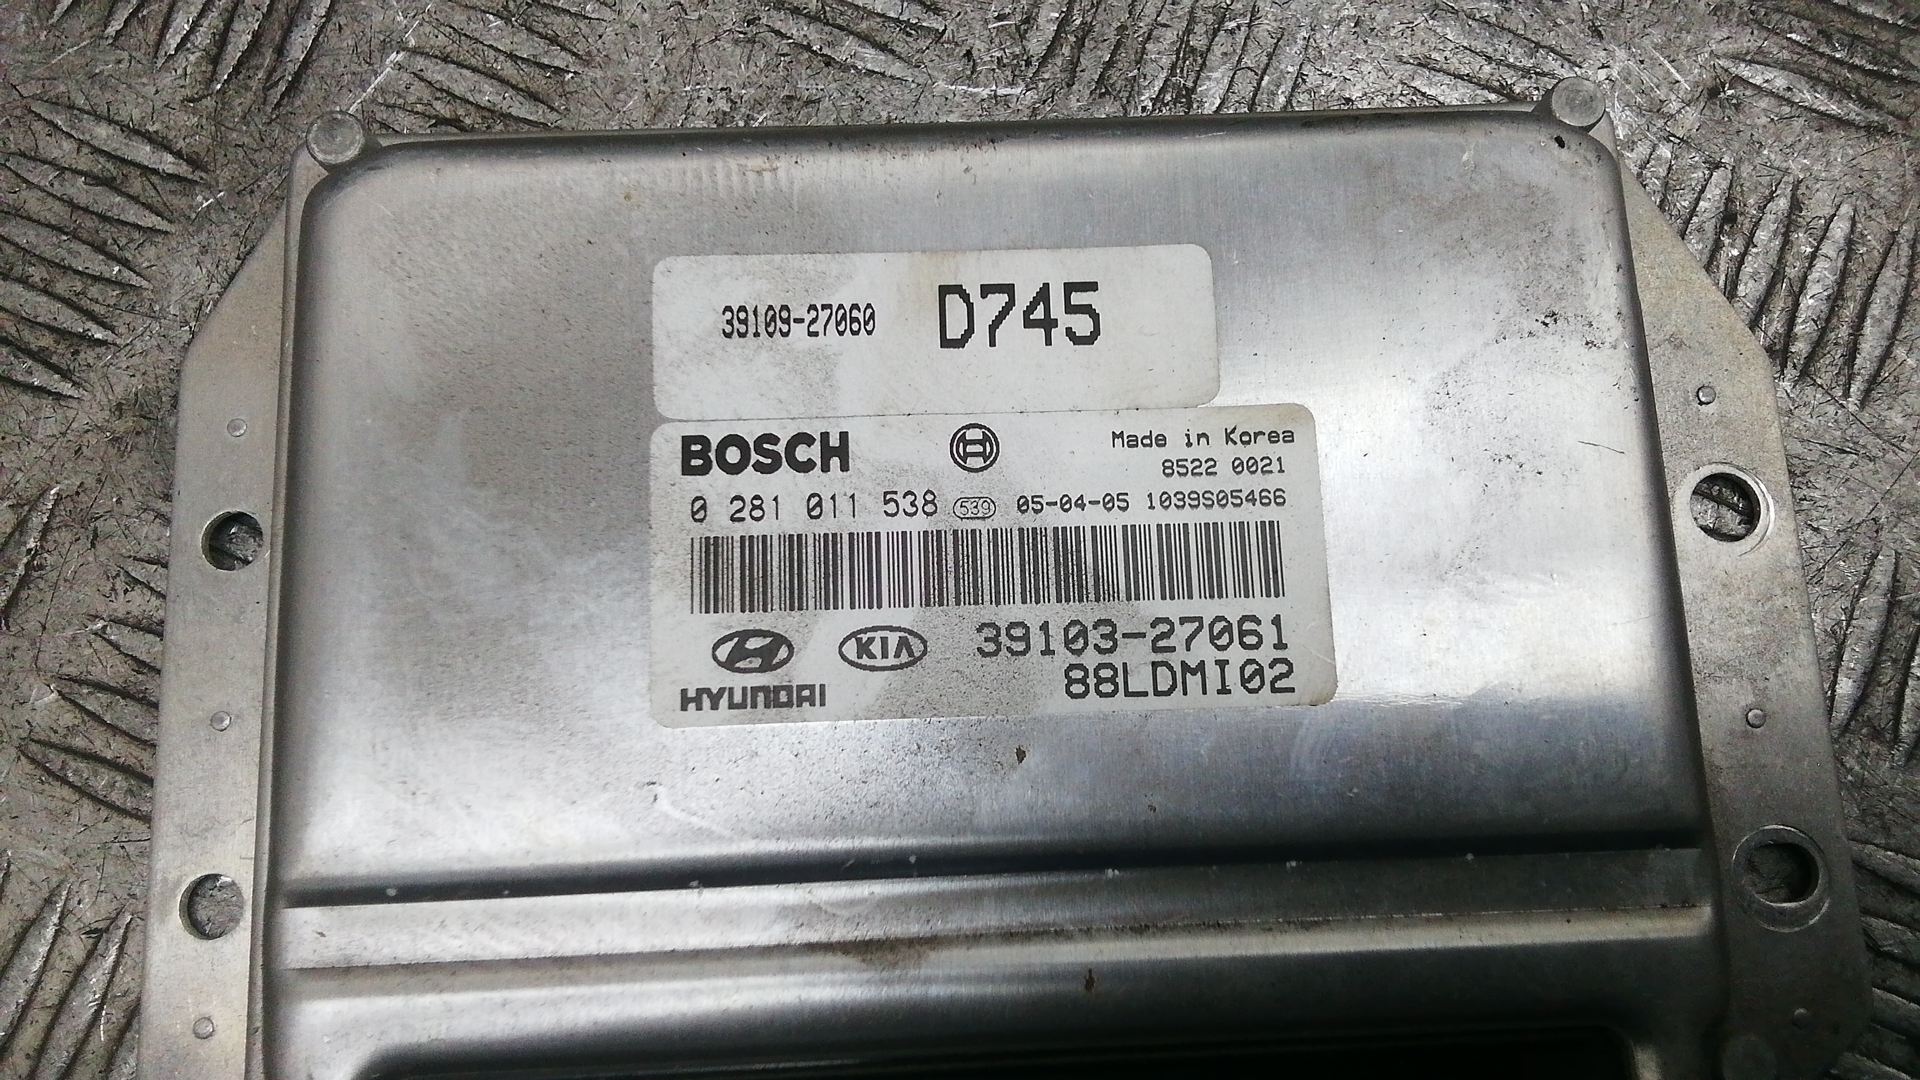 39109-27060 D745
BOSCH Made in Korea
8522 0021
0 281 011 538 539 05-04-05 1039S05466
KIA 39103-27061
HYUNDAI 88LDMI02